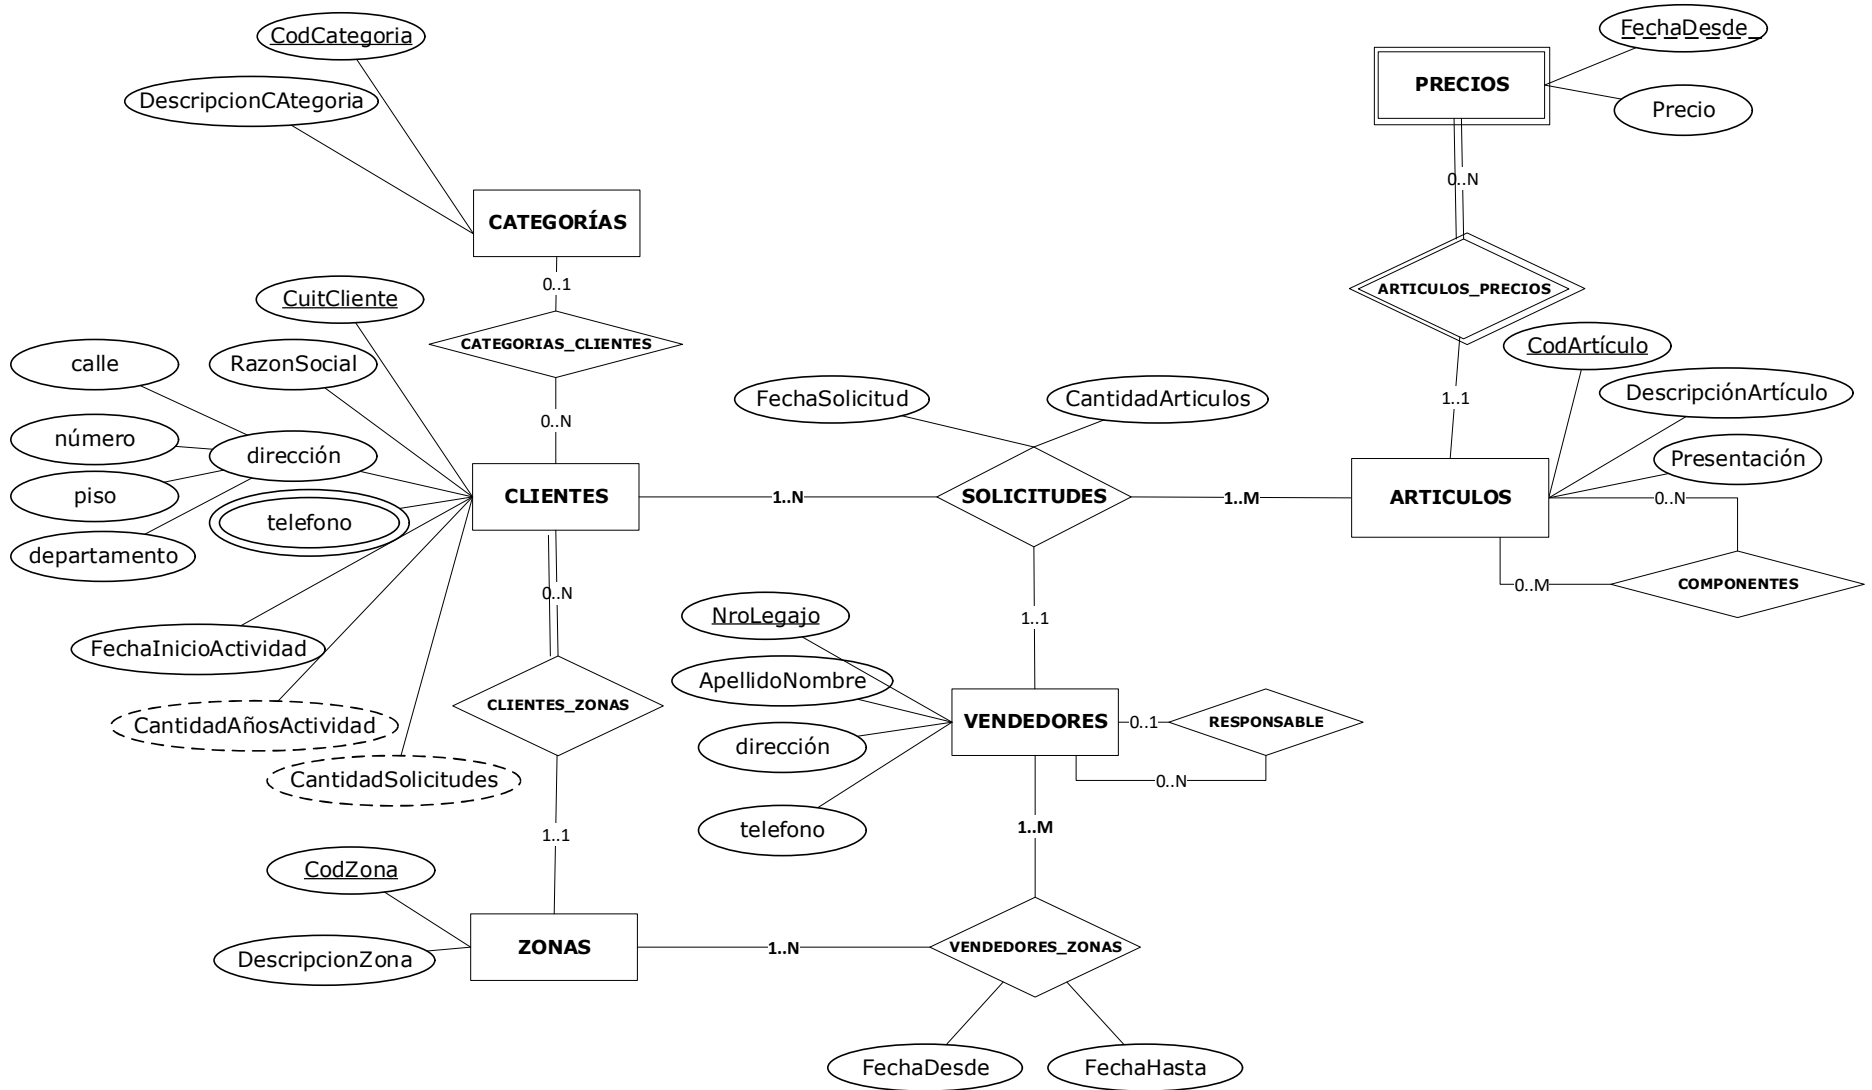 CodCategoria
FechaDesde
DescripcionCAtegoria
PRECIOS
Precio
0..N
CATEGORÍAS
0..1
ARTICULOS_PRECIOS
CuitCliente
CATEGORIAS_CLIENTES
CodArtículo
calle
RazonSocial
FechaSolicitud
CantidadArticulos
DescripciónArtículo
1..1
0..N
número
dirección
Presentación
piso
CLIENTES
1..N
SOLICITUDES
1..M
ARTICULOS
0..N
telefono
departamento
0..M
COMPONENTES
0..N
NroLegajo
1..1
FechaInicioActividad
ApellidoNombre
CLIENTES_ZONAS
CantidadAñosActividad
VENDEDORES
0..1
RESPONSABLE
dirección
CantidadSolicitudes
0..N
telefono
1..1
1..M
CodZona
ZONAS
1..N
VENDEDORES_ZONAS
DescripcionZona
FechaDesde
FechaHasta